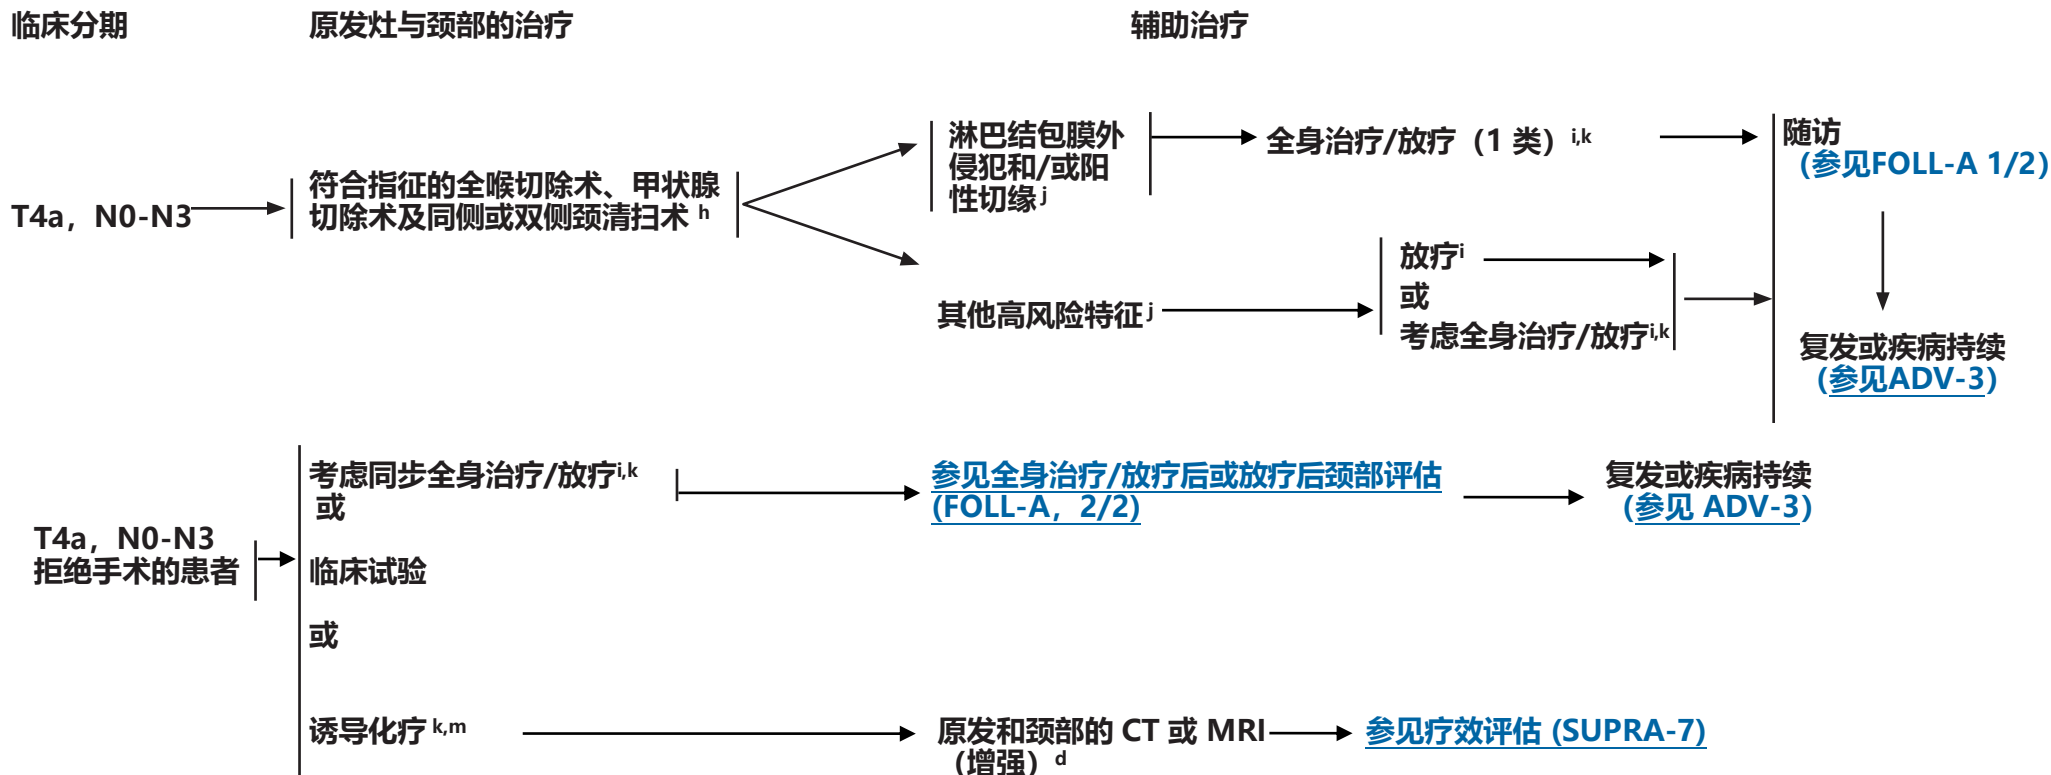 临床分期
原发灶与颈部的治疗
辅助治疗
T4a，N0-N3
符合指征的全喉切除术、甲状腺
切除术及同侧或双侧颈清扫术 h
淋巴结包膜外
侵犯和/或阳
性切缘 j
全身治疗/放疗（1 类）i,k
随访
（参见FOLL-A 1/2）
其他高风险特征 j
放疗i
或
考虑全身治疗/放疗i,k
复发或疾病持续
（参见ADV-3）
T4a，N0-N3
拒绝手术的患者
考虑同步全身治疗/放疗i,k
或
临床试验
或
诱导化疗 k,m
参见全身治疗/放疗后或放疗后颈部评估
(FOLL-A，2/2)
复发或疾病持续
（参见 ADV-3）
原发和颈部的 CT 或 MRI
（增强）d
参见疗效评估 (SUPRA-7)